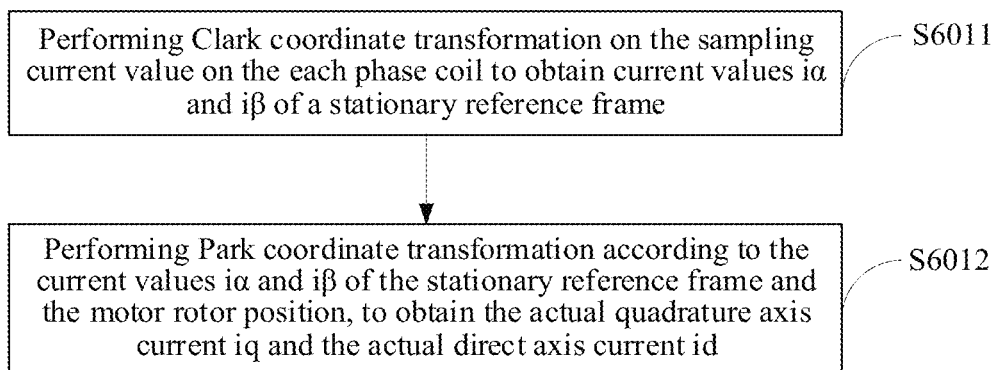 Performing Clark coordinate transformation on the sampling
current value on the each phase coil to obtain current values iα
and iβ of a stationary reference frame
S6011
Performing Park coordinate transformation according to the
current values iα and iβ of the stationary reference frame and
the motor rotor position, to obtain the actual quadrature axis
current iq and the actual direct axis current id
S6012